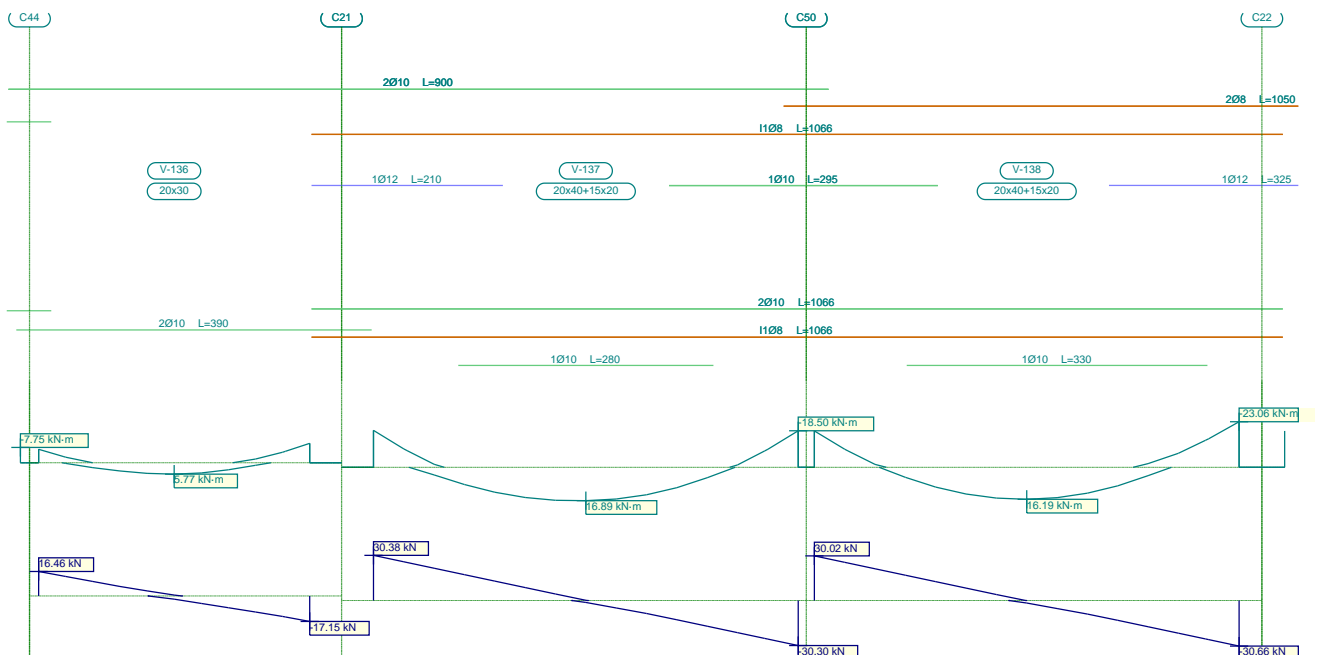 C44 C21 C50 C22
2Ø10 L=900
2Ø8 L=1050
I1Ø8 L=1066
V-136 V-137 V-138
1Ø12 L=210 1Ø10 L=295 1Ø12 L=325
20x30 20x40+15x20 20x40+15x20
2Ø10 L=1066
2Ø10 L=390
I1Ø8 L=1066
1Ø10 L=280 1Ø10 L=330
-7.75 kN·m -18.50 kN·m -23.06 kN·m
5.77 kN·m 16.89 kN·m 16.19 kN·m
16.46 kN 30.38 kN 30.02 kN
-17.15 kN -30.30 kN -30.66 kN